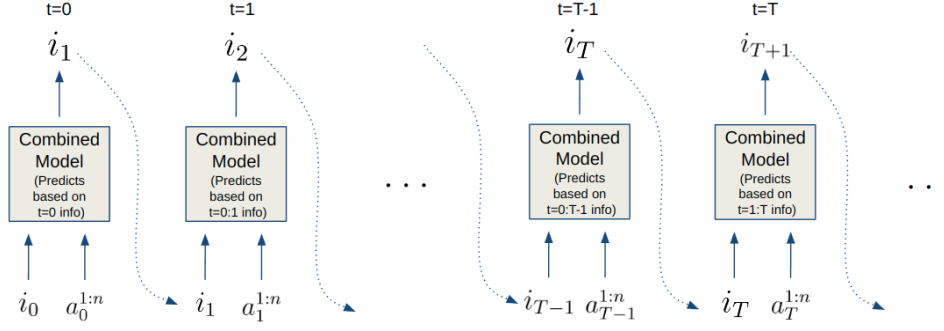 t=0 t=1 t=T-1 t=T
i_1 i_2 i_T i_{T+1}
Combined Model (Predicts based on t=0 info)
Combined Model (Predicts based on t=0:1 info)
. . .
Combined Model (Predicts based on t=0:T-1 info)
Combined Model (Predicts based on t=1:T info)
. .
i_0 a_0^{1:n} i_1 a_1^{1:n} i_{T-1} a_{T-1}^{1:n} i_T a_T^{1:n}